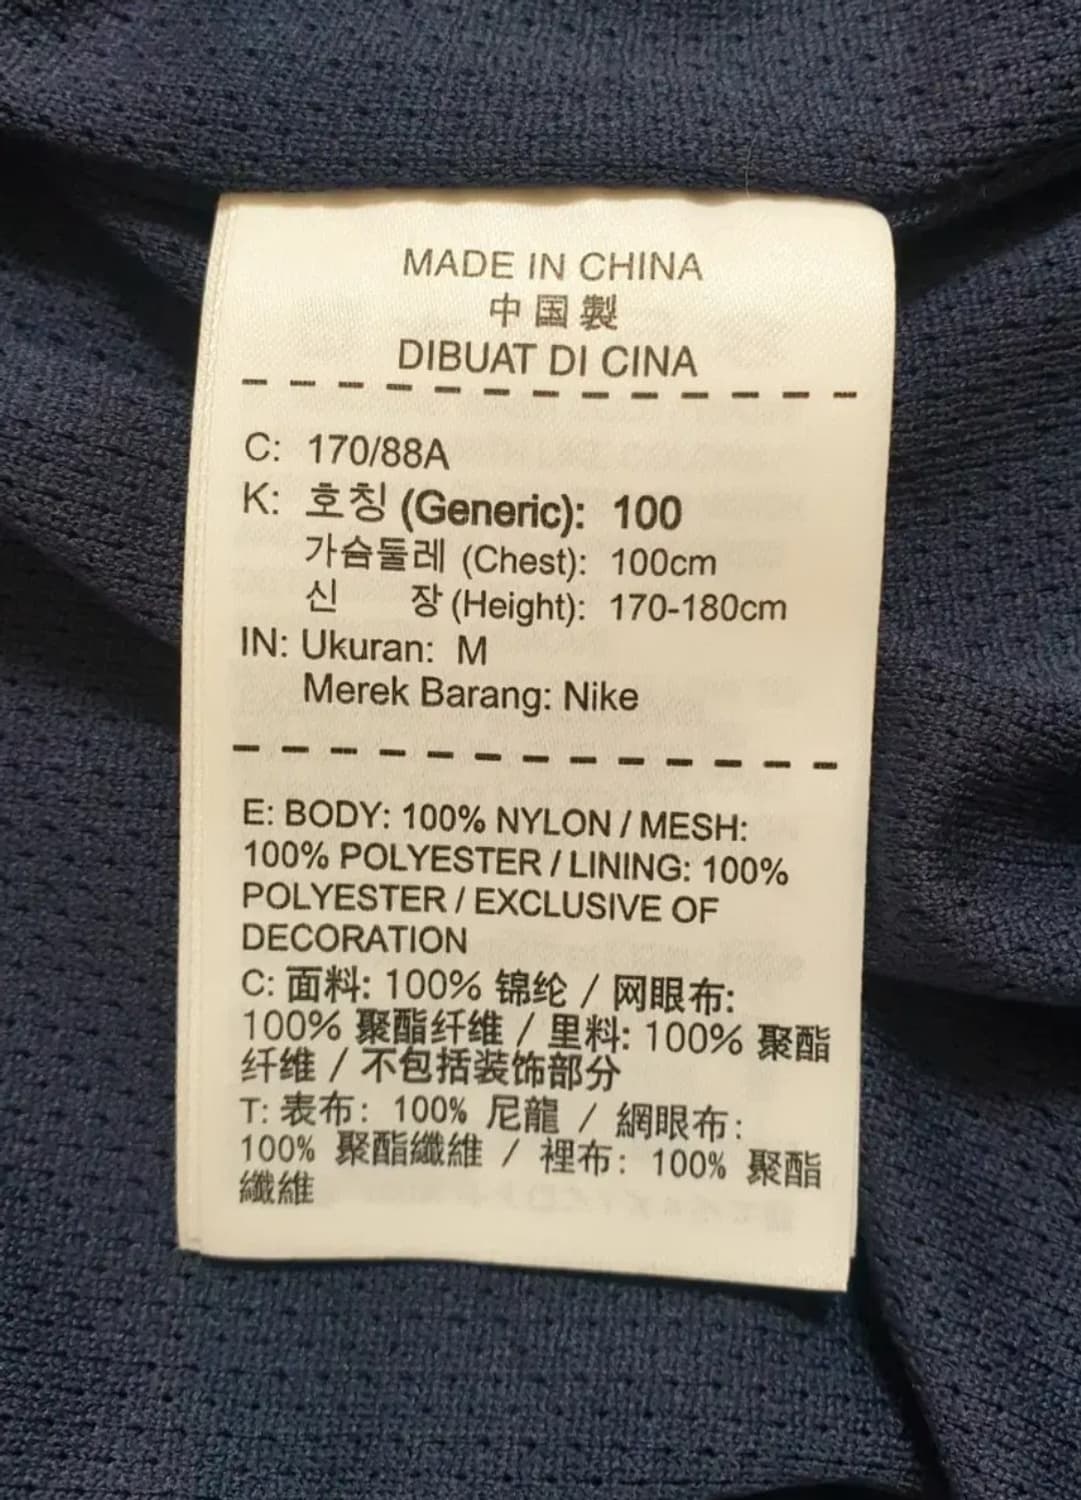 MADE IN CHINA
中国製
DIBUAT DI CINA
C: 170/88A
K: 호칭 (Generic): 100
가슴둘레 (Chest): 100cm
신 장 (Height): 170-180cm
IN: Ukuran: M
Merek Barang: Nike
E: BODY: 100% NYLON / MESH:
100% POLYESTER / LINING: 100%
POLYESTER / EXCLUSIVE OF
DECORATION
C: 面料: 100% 锦纶 / 网眼布:
100% 聚酯纤维 / 里料: 100% 聚酯
纤维 / 不包括装饰部分
T: 表布: 100% 尼龍 / 網眼布:
100% 聚酯纖維 / 裡布: 100% 聚酯
纖維